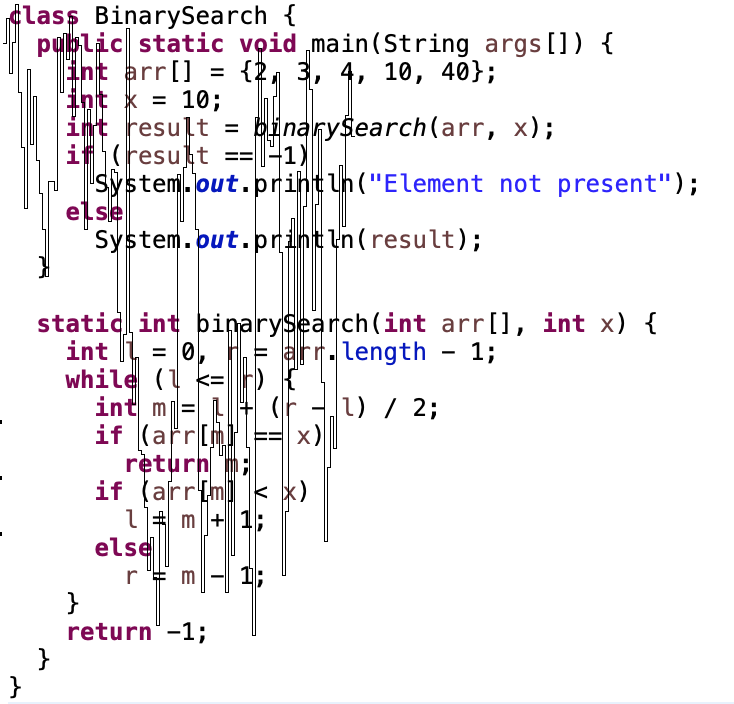 class BinarySearch {
  public static void main(String args[]) {
    int arr[] = {2, 3, 4, 10, 40};
    int x = 10;
    int result = binarySearch(arr, x);
    if (result == -1)
      System.out.println("Element not present");
    else
      System.out.println(result);
  }

  static int binarySearch(int arr[], int x) {
    int l = 0, r = arr.length - 1;
    while (l <= r) {
      int m = l + (r - l) / 2;
      if (arr[m] == x)
        return m;
      if (arr[m] < x)
        l = m + 1;
      else
        r = m - 1;
    }
    return -1;
  }
}